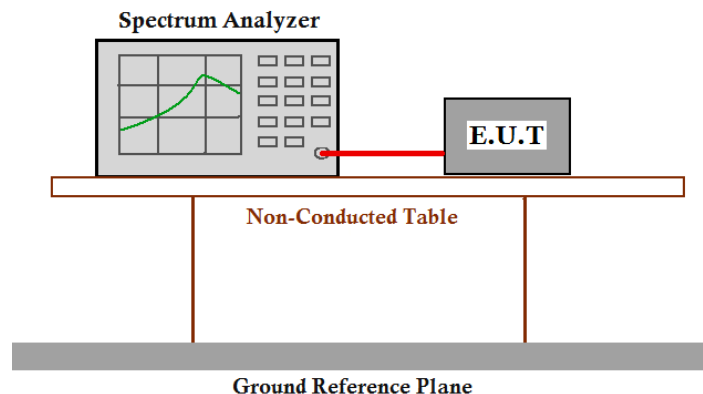 Spectrum Analyzer
E.U.T
Non-Conducted Table
Ground Reference Plane